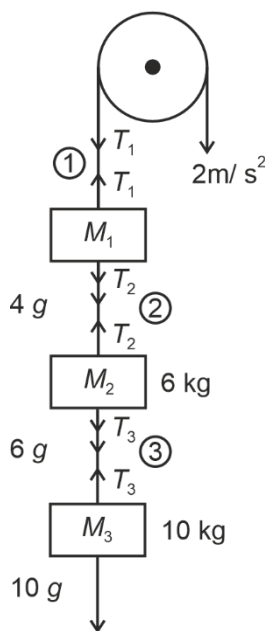 ① T₁
T₁
2m/ s²
M₁
T₂
4 g ②
T₂
M₂ 6 kg
T₃
6 g ③
T₃
M₃ 10 kg
10 g